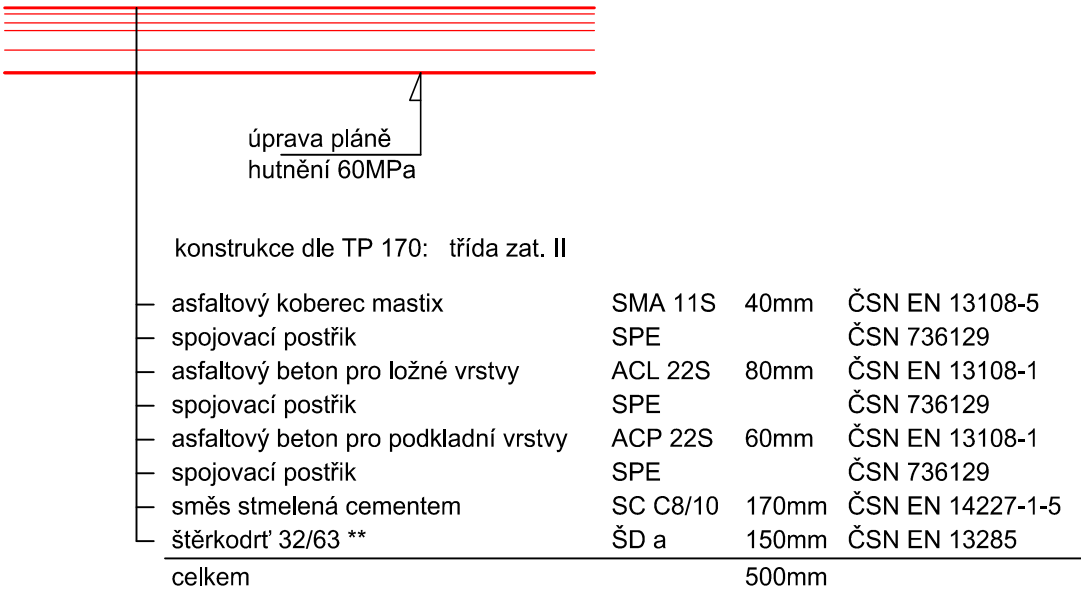 úprava pláně
hutnění 60MPa
konstrukce dle TP 170: třída zat. II
asfaltový koberec mastix SMA 11S 40mm ČSN EN 13108-5
spojovací postřik SPE ČSN 736129
asfaltový beton pro ložné vrstvy ACL 22S 80mm ČSN EN 13108-1
spojovací postřik SPE ČSN 736129
asfaltový beton pro podkladní vrstvy ACP 22S 60mm ČSN EN 13108-1
spojovací postřik SPE ČSN 736129
směs stmelená cementem SC C8/10 170mm ČSN EN 14227-1-5
štěrkodrť 32/63 ** ŠD a 150mm ČSN EN 13285
celkem 500mm